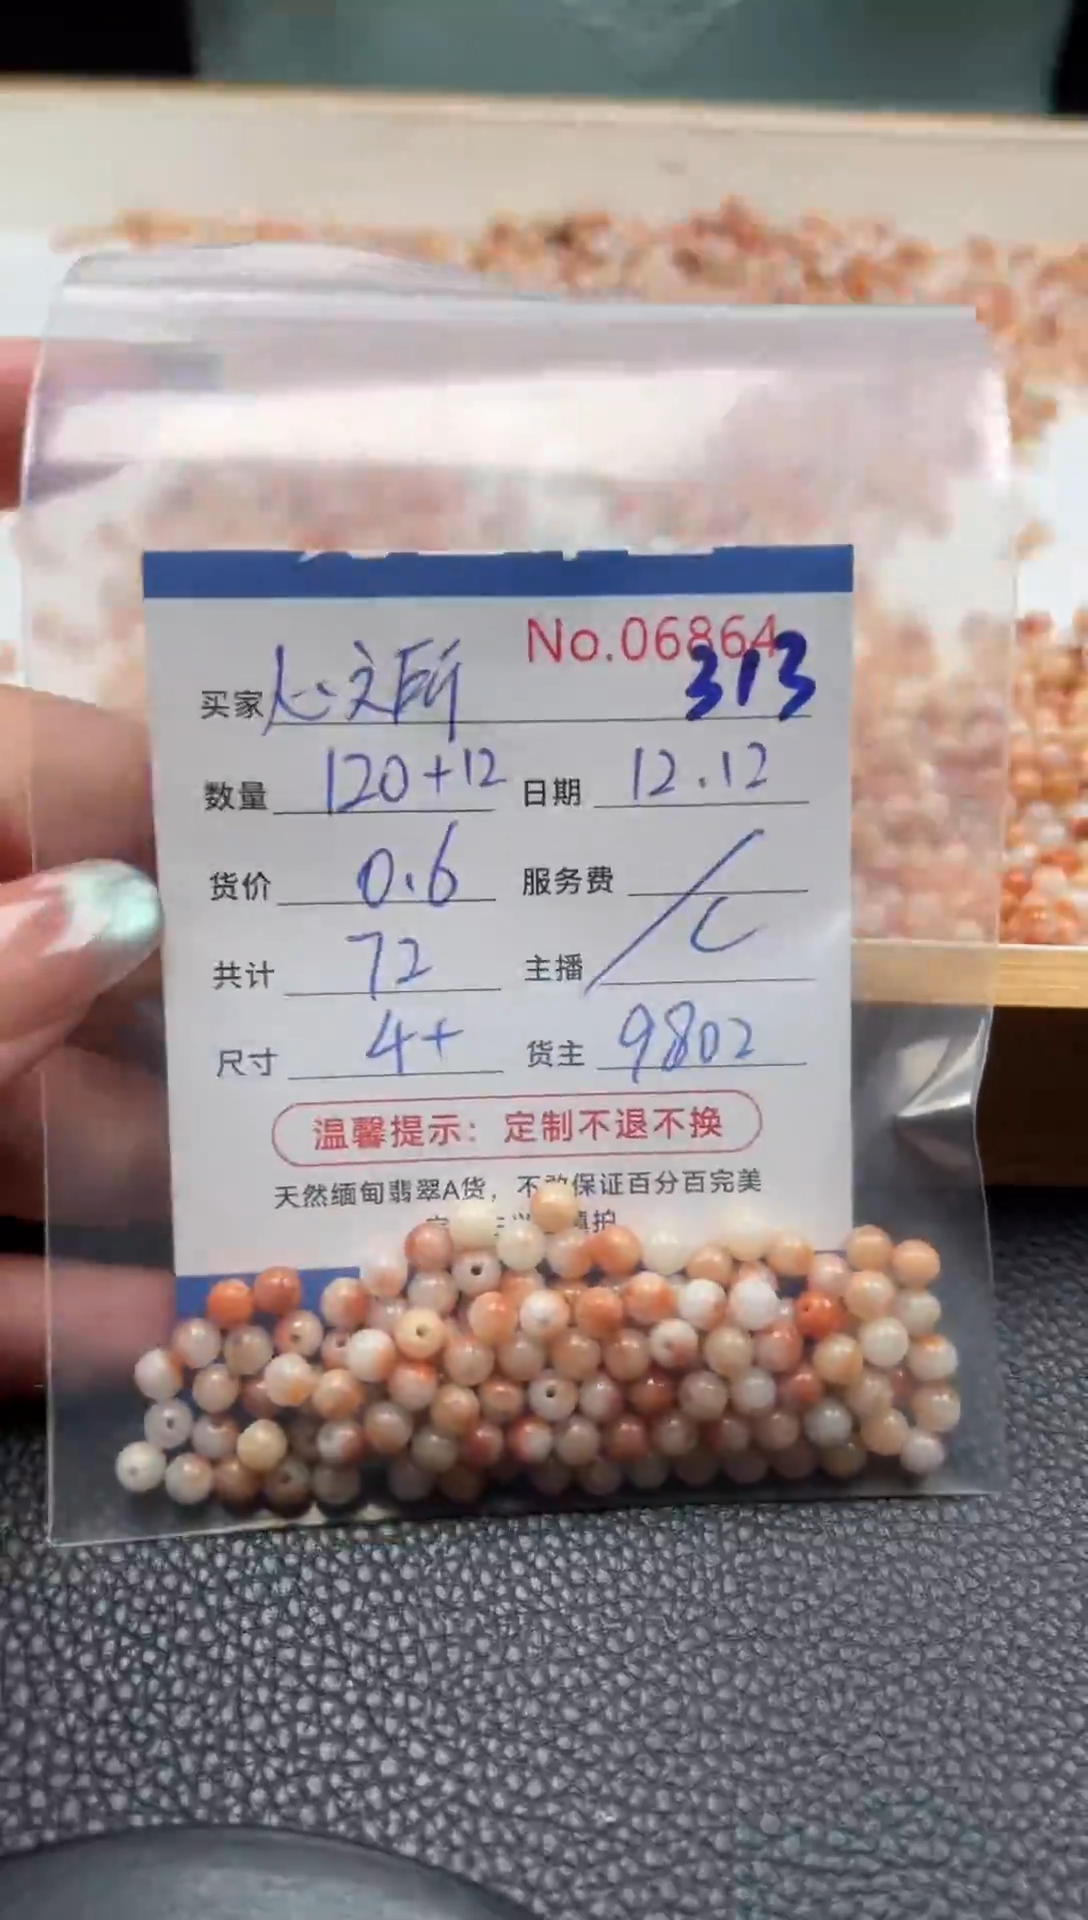 No.06864
313
买家 心文所
数量 120+12 日期 12.12
货价 0.6 服务费 /
共计 72 主播 C
尺寸 4+ 货主 9802
温馨提示：定制不退不换
天然缅甸翡翠A货，不敢保证百分百完美